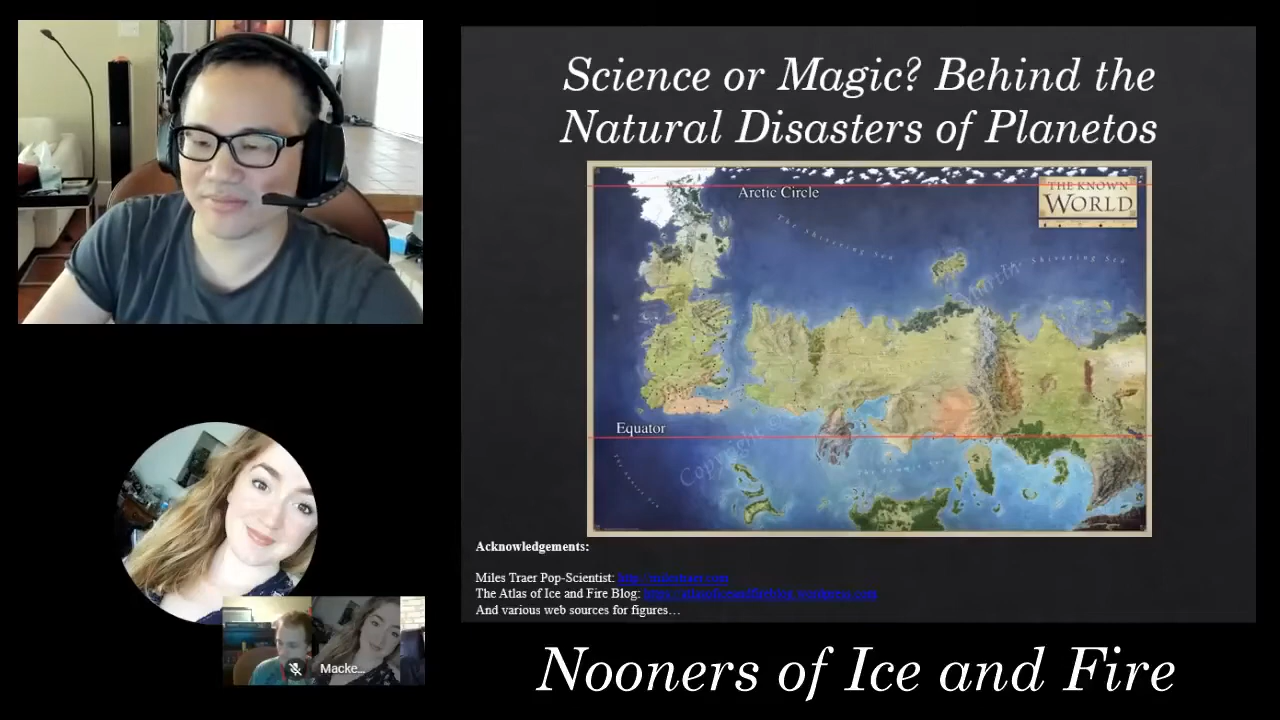 Science or Magic? Behind the
Natural Disasters of Planetos
Arctic Circle
THE KNOWN
WORLD
The Shivering Sea
The Shivering Sea
Equator
Copyright
Acknowledgements:
Miles Traer Pop-Scientist:
The Atlas of Ice and Fire Blog:
And various web sources for figures…
Macke...
Nooners of Ice and Fire